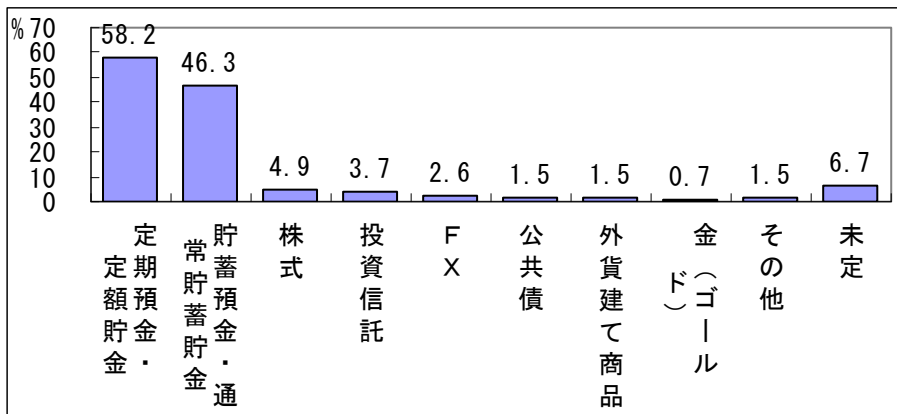 %
70
60
50
40
30
20
10
0
58.2
46.3
4.9
3.7
2.6
1.5
1.5
0.7
1.5
6.7
定期預金・
定額貯金
貯蓄預金・通
常貯蓄貯金
株式
投資信託
FX
公共債
外貨建て商品
金（ゴール
ド）
その他
未定